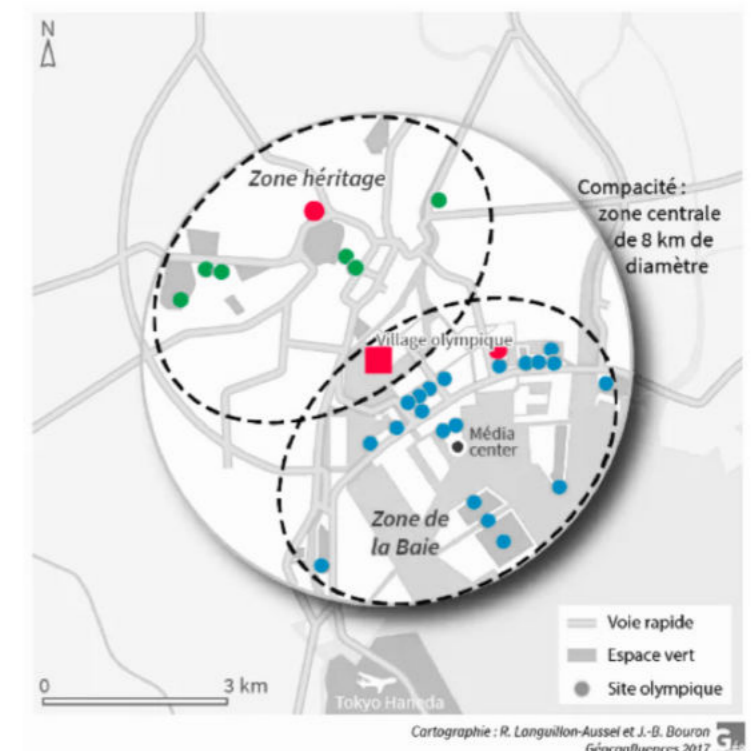 N
Zone héritage
Compacité :
zone centrale
de 8 km de
diamètre
Village olympique
Média
center
Zone de
la Baie
Voie rapide
Espace vert
Site olympique
0
3 km
Tokyo Haneda
Cartographie : R. Languillon-Aussel et J.-B. Bouron
Géoconfluences 2017